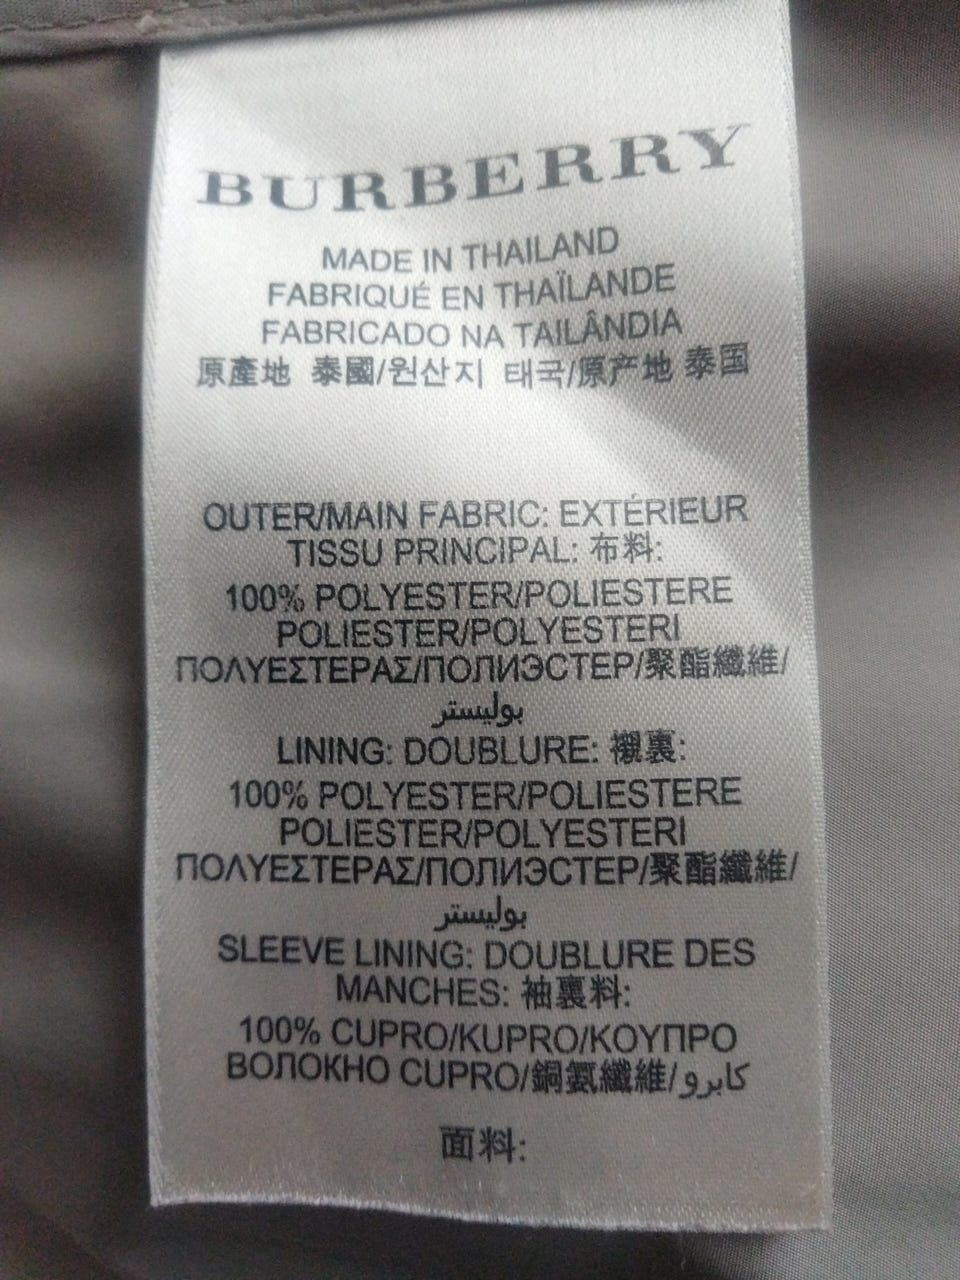 BURBERRY
MADE IN THAILAND
FABRIQUÉ EN THAÏLANDE
FABRICADO NA TAILÂNDIA
原產地 泰國/원산지 태국/原产地 泰国
OUTER/MAIN FABRIC: EXTÉRIEUR
TISSU PRINCIPAL: 布料:
100% POLYESTER/POLIESTERE
POLIESTER/POLYESTERI
ΠΟΛΥΕΣΤΕΡΑΣ/ПОЛИЭСТЕР/聚酯纖維/
بوليستر
LINING: DOUBLURE: 襯裏:
100% POLYESTER/POLIESTERE
POLIESTER/POLYESTERI
ΠΟΛΥΕΣΤΕΡΑΣ/ПОЛИЭСТЕР/聚酯纖維/
بوليستر
SLEEVE LINING: DOUBLURE DES
MANCHES: 袖裏料:
100% CUPRO/KUPRO/ΚΟΥΠΡΟ
ВОЛОКНО CUPRO/銅氨纖維/كابرو
面料: